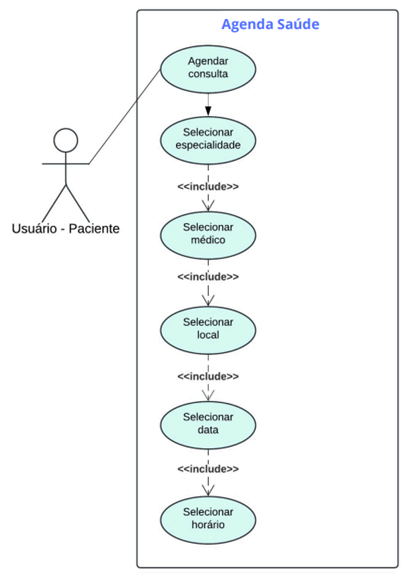 Agenda Saúde
Agendar
consulta
Selecionar
especialidade
<<include>>
Usuário - Paciente
Selecionar
médico
<<include>>
Selecionar
local
<<include>>
Selecionar
data
<<include>>
Selecionar
horário